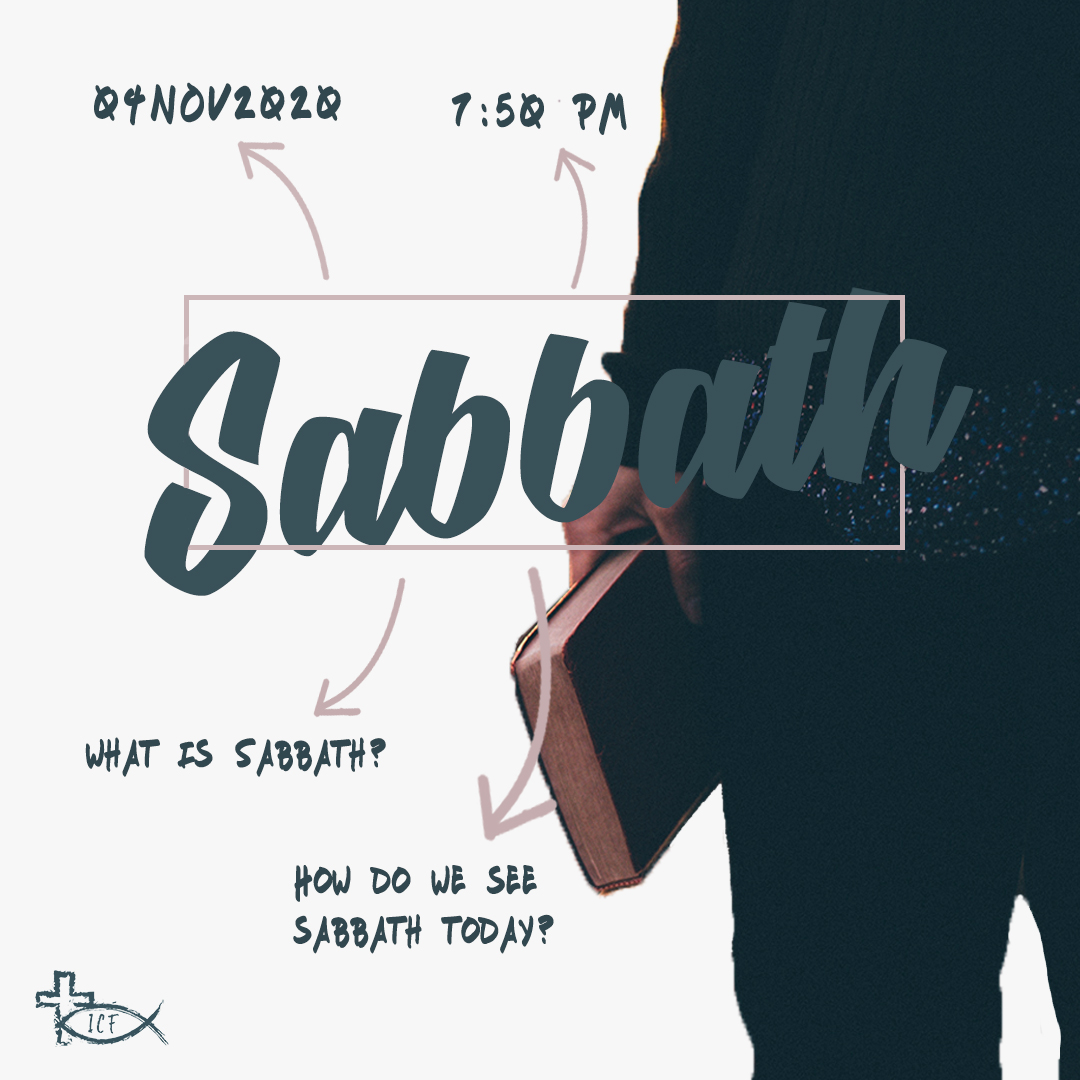 04NOV2020
7:50 PM
Sabbath
WHAT IS SABBATH?
HOW DO WE SEE
SABBATH TODAY?
ICF